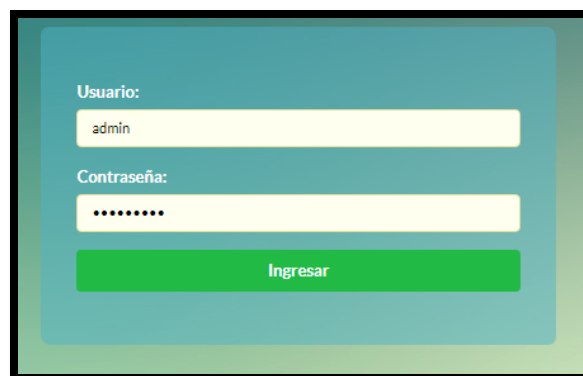 Usuario:
admin
Contraseña:
•••••••••
Ingresar